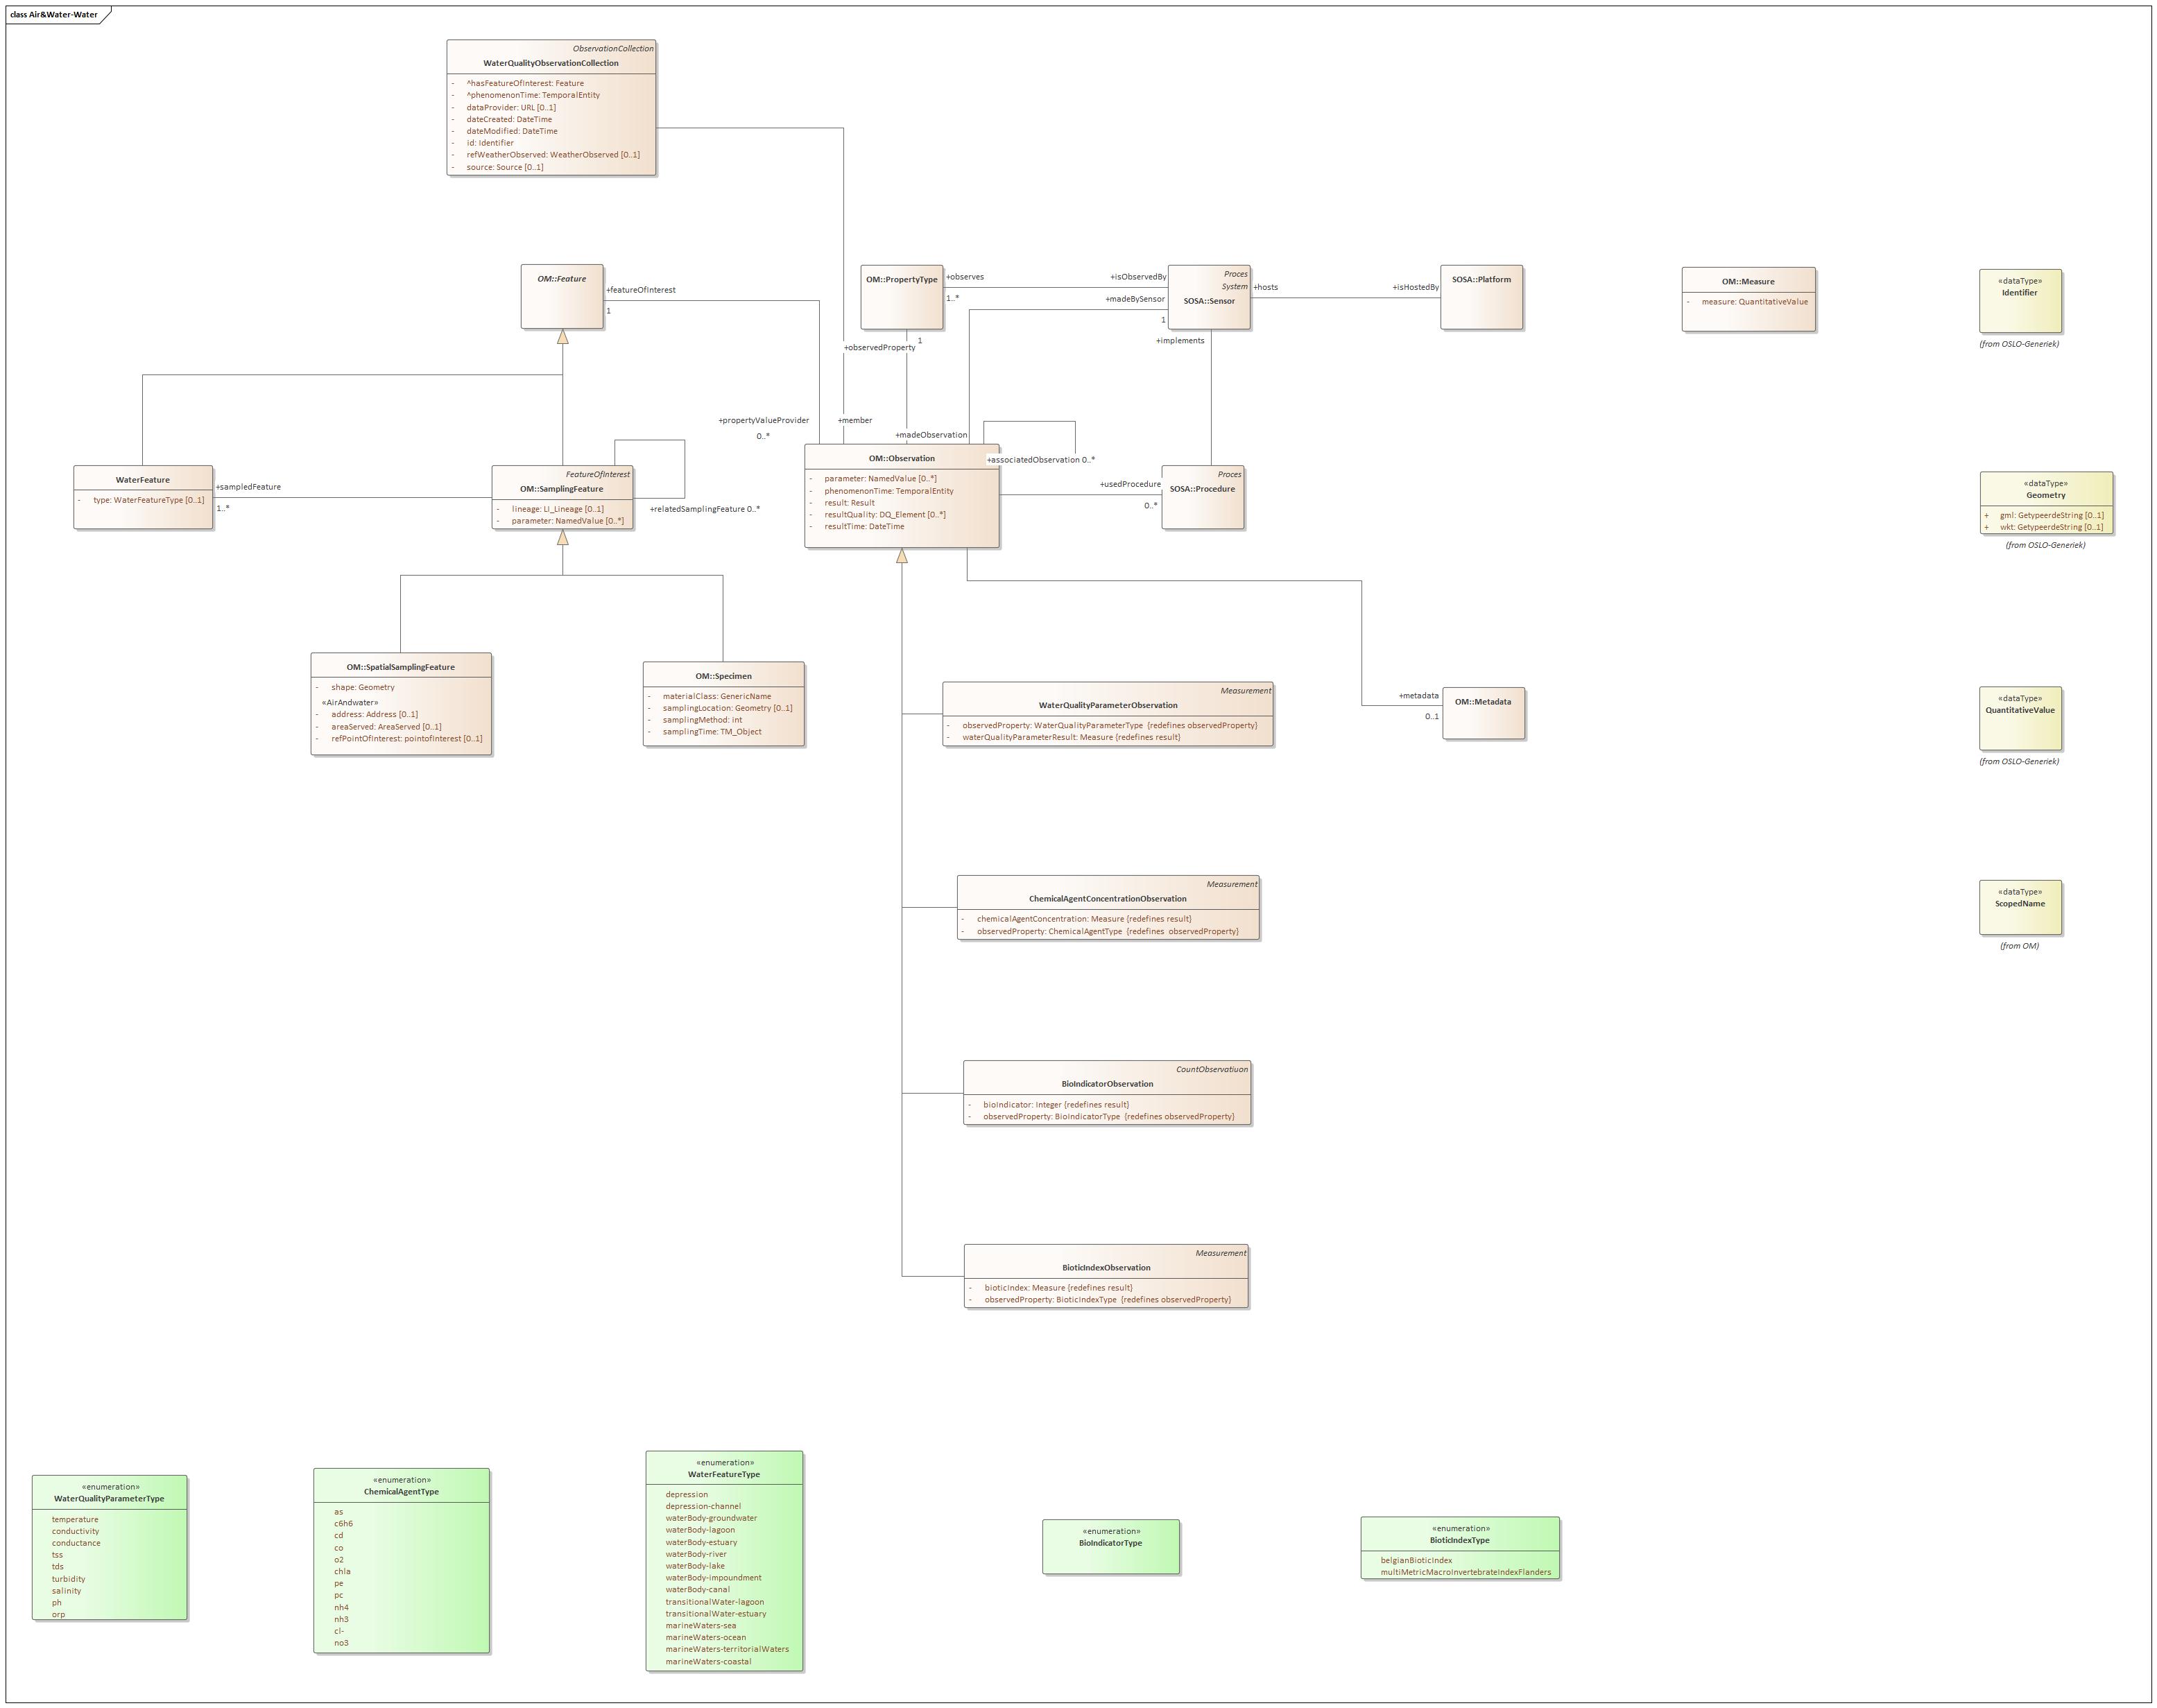 class Air&Water-Water
ObservationCollection
WaterQualityObservationCollection
- ^hasFeatureOfInterest: Feature
- ^phenomenonTime: TemporalEntity
- dataProvider: URL [0..1]
- dateCreated: DateTime
- dateModified: DateTime
- id: Identifier
- refWeatherObserved: WeatherObserved [0..1]
- source: Source [0..1]
OM::Feature
+featureOfInterest
1
OM::PropertyType
+observes
1..*
+isObservedBy
+madeBySensor
1
Proces
System
SOSA::Sensor
+hosts
+isHostedBy
SOSA::Platform
OM::Measure
- measure: QuantitativeValue
«dataType»
Identifier
(from OSLO-Generiek)
1
+observedProperty
+implements
+propertyValueProvider
0..*
+member
+madeObservation
WaterFeature
- type: WaterFeatureType [0..1]
+sampledFeature
1..*
FeatureOfInterest
OM::SamplingFeature
- lineage: LI_Lineage [0..1]
- parameter: NamedValue [0..*]
+relatedSamplingFeature 0..*
OM::Observation
- parameter: NamedValue [0..*]
- phenomenonTime: TemporalEntity
- result: Result
- resultQuality: DQ_Element [0..*]
- resultTime: DateTime
+associatedObservation 0..*
+usedProcedure
0..*
Proces
SOSA::Procedure
«dataType»
Geometry
+ gml: GetypeerdeString [0..1]
+ wkt: GetypeerdeString [0..1]
(from OSLO-Generiek)
OM::SpatialSamplingFeature
- shape: Geometry
«AirAndwater»
- address: Address [0..1]
- areaServed: AreaServed [0..1]
- refPointOfInterest: pointofInterest [0..1]
OM::Specimen
- materialClass: GenericName
- samplingLocation: Geometry [0..1]
- samplingMethod: int
- samplingTime: TM_Object
Measurement
WaterQualityParameterObservation
- observedProperty: WaterQualityParameterType {redefines observedProperty}
- waterQualityParameterResult: Measure {redefines result}
+metadata
0..1
OM::Metadata
«dataType»
QuantitativeValue
(from OSLO-Generiek)
Measurement
ChemicalAgentConcentrationObservation
- chemicalAgentConcentration: Measure {redefines result}
- observedProperty: ChemicalAgentType {redefines observedProperty}
«dataType»
ScopedName
(from OM)
CountObservatiuon
BioIndicatorObservation
- bioIndicator: Integer {redefines result}
- observedProperty: BioIndicatorType {redefines observedProperty}
Measurement
BioticIndexObservation
- bioticIndex: Measure {redefines result}
- observedProperty: BioticIndexType {redefines observedProperty}
«enumeration»
WaterQualityParameterType
temperature
conductivity
conductance
tss
tds
turbidity
salinity
ph
orp
«enumeration»
ChemicalAgentType
as
c6h6
cd
co
o2
chla
pe
pc
nh4
nh3
cl-
no3
«enumeration»
WaterFeatureType
depression
depression-channel
waterBody-groundwater
waterBody-lagoon
waterBody-estuary
waterBody-river
waterBody-lake
waterBody-impoundment
waterBody-canal
transitionalWater-lagoon
transitionalWater-estuary
marineWaters-sea
marineWaters-ocean
marineWaters-territorialWaters
marineWaters-coastal
«enumeration»
BioIndicatorType
«enumeration»
BioticIndexType
belgianBioticIndex
multiMetricMacroInvertebrateIndexFlanders